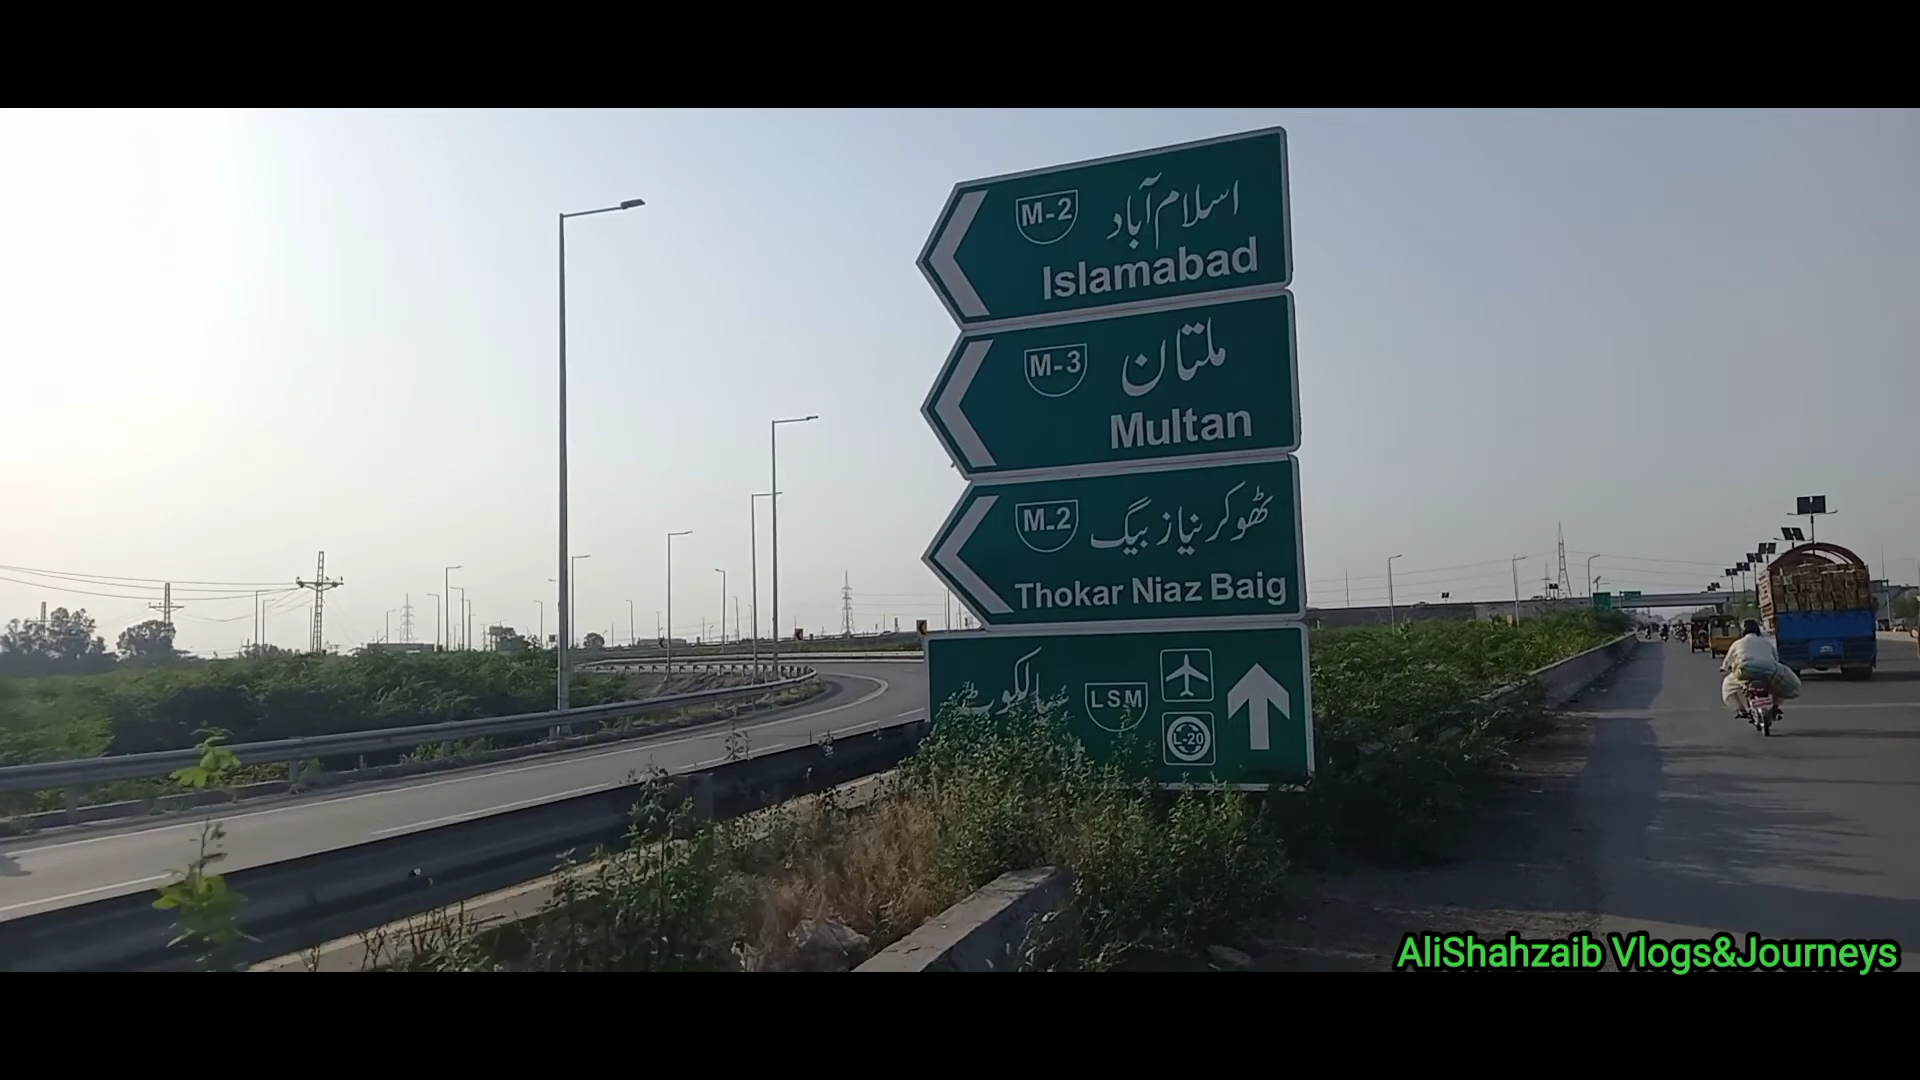 M-2 اسلام آباد
Islamabad
M-3 ملتان
Multan
M-2 ٹھوکر نیاز بیگ
Thokar Niaz Baig
سیالکوٹ LSM
L-20
AliShahzaib Vlogs&Journeys